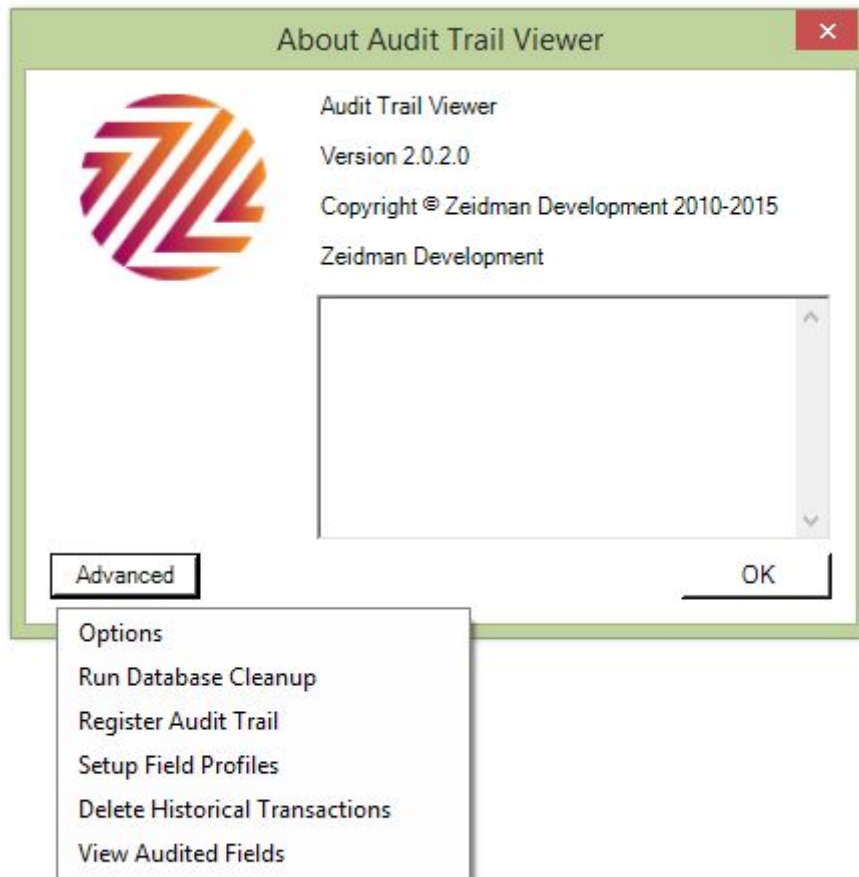 About Audit Trail Viewer
Audit Trail Viewer
Version 2.0.2.0
Copyright © Zeidman Development 2010-2015
Zeidman Development
Advanced
OK
Options
Run Database Cleanup
Register Audit Trail
Setup Field Profiles
Delete Historical Transactions
View Audited Fields